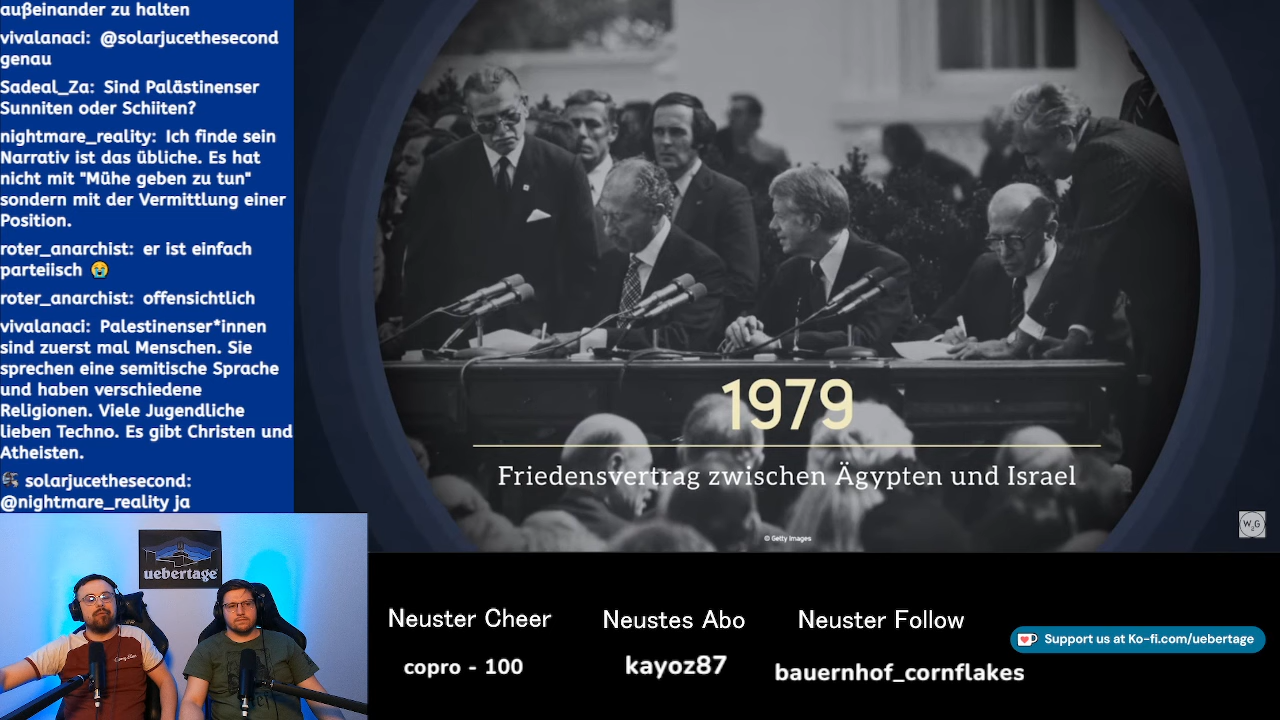 außeinander zu halten
vivalanaci: @solarjucethesecond
genau
Sadeal_Za: Sind Palästinenser
Sunniten oder Schiiten?
nightmare_reality: Ich finde sein
Narrativ ist das übliche. Es hat
nicht mit "Mühe geben zu tun"
sondern mit der Vermittlung einer
Position.
roter_anarchist: er ist einfach
parteiisch 😭
roter_anarchist: offensichtlich
vivalanaci: Palestinenser*innen
sind zuerst mal Menschen. Sie
sprechen eine semitische Sprache
und haben verschiedene
Religionen. Viele Jugendliche
lieben Techno. Es gibt Christen und
Atheisten.
solarjucethesecond:
@nightmare_reality ja
1979
Friedensvertrag zwischen Ägypten und Israel
© Getty Images
W2G
uebertage
Neuster Cheer
copro - 100
Neustes Abo
kayoz87
Neuster Follow
bauernhof_cornflakes
Support us at Ko-fi.com/uebertage